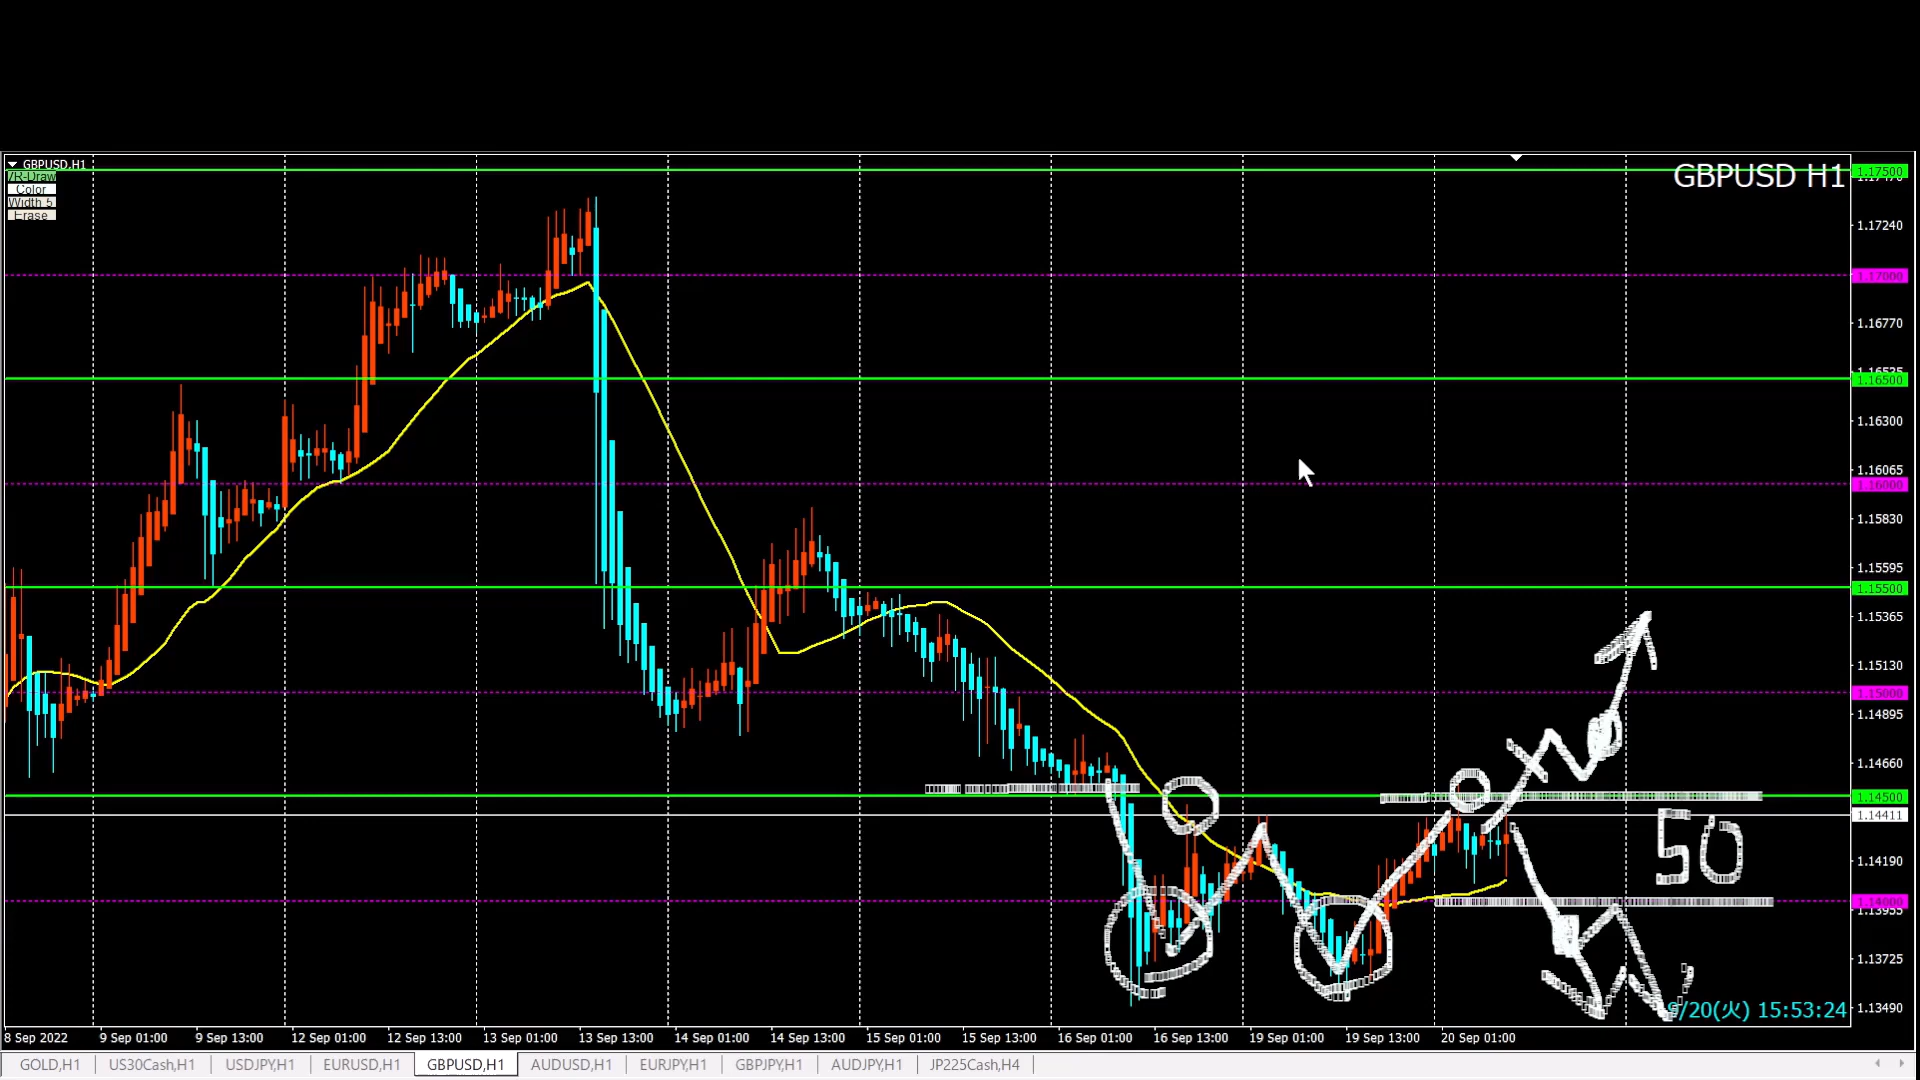 GBPUSD,H1
GBPUSD H1
VR-Draw
Color
Width 5
Erase
1.17500
1.17240
1.17000
1.16770
1.16500
1.16300
1.16065
1.16000
1.15830
1.15595
1.15500
1.15365
1.15130
1.15000
1.14895
1.14660
1.14500
1.14411
50
1.14190
1.14000
1.13955
1.13725
9/20(火) 15:53:24
1.13490
8 Sep 2022 9 Sep 01:00 9 Sep 13:00 12 Sep 01:00 12 Sep 13:00 13 Sep 01:00 13 Sep 13:00 14 Sep 01:00 14 Sep 13:00 15 Sep 01:00 15 Sep 13:00 16 Sep 01:00 16 Sep 13:00 19 Sep 01:00 19 Sep 13:00 20 Sep 01:00
GOLD,H1 US30Cash,H1 USDJPY,H1 EURUSD,H1 GBPUSD,H1 AUDUSD,H1 EURJPY,H1 GBPJPY,H1 AUDJPY,H1 JP225Cash,H4